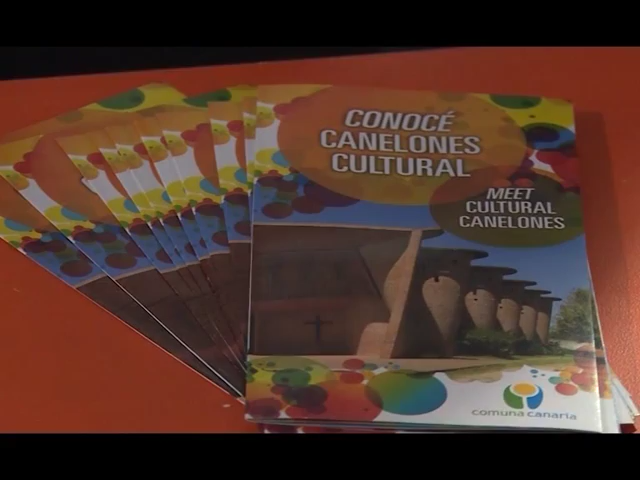 CONOCÉ
CANELONES
CULTURAL
MEET
CULTURAL
CANELONES
comuna canaria